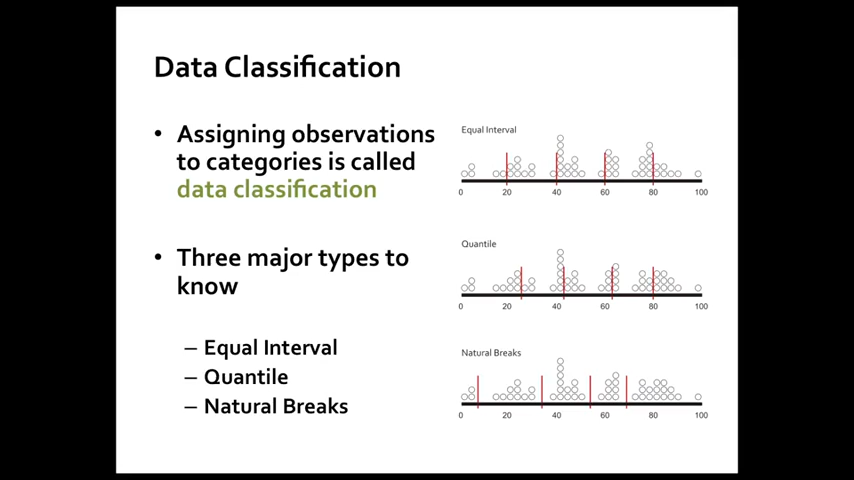 Data Classification
• Assigning observations
to categories is called
data classification
• Three major types to
know
– Equal Interval
– Quantile
– Natural Breaks
Equal Interval
0 20 40 60 80 100
Quantile
0 20 40 60 80 100
Natural Breaks
0 20 40 60 80 100